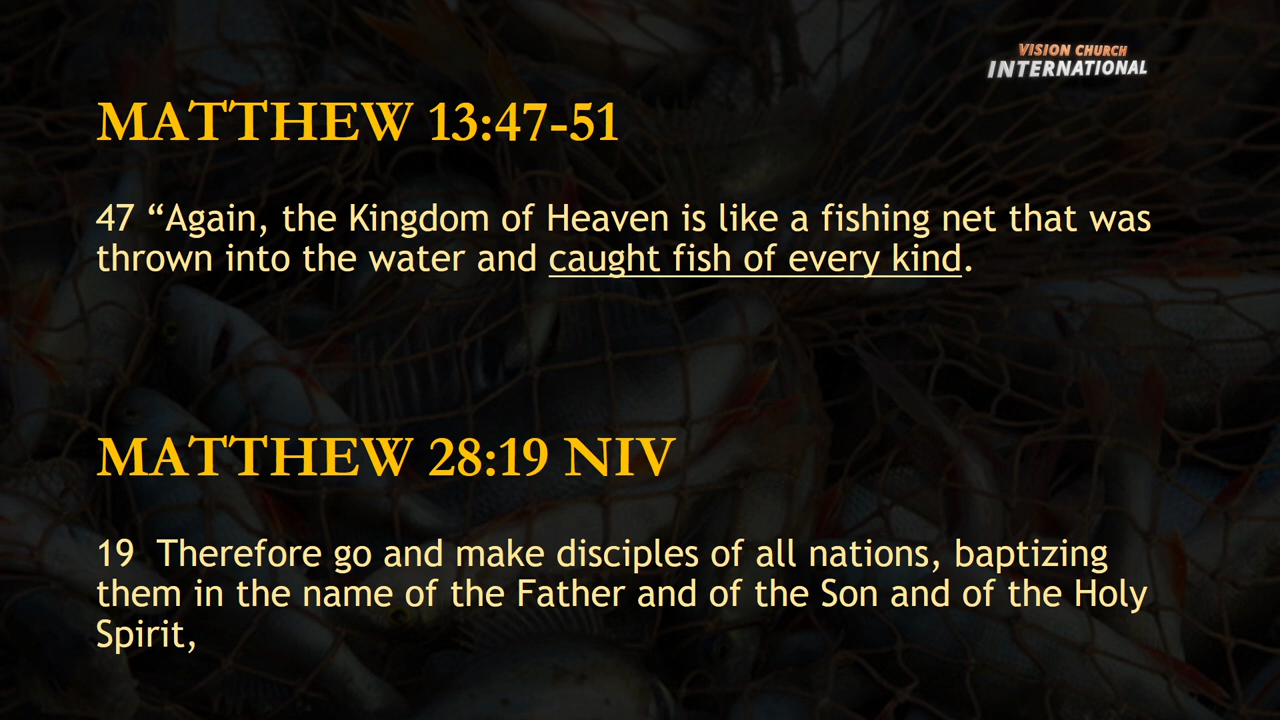 VISION CHURCH
INTERNATIONAL
MATTHEW 13:47-51
47 “Again, the Kingdom of Heaven is like a fishing net that was
thrown into the water and caught fish of every kind.
MATTHEW 28:19 NIV
19 Therefore go and make disciples of all nations, baptizing
them in the name of the Father and of the Son and of the Holy
Spirit,